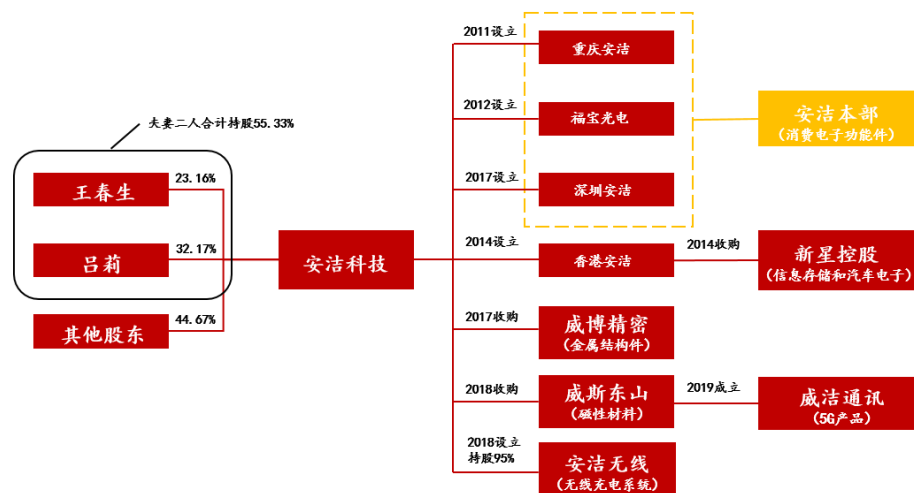 夫妻二人合计持股55.33%
王春生
23.16%
吕莉
32.17%
其他股东
44.67%
安洁科技
2011设立
重庆安洁
2012设立
福宝光电
2017设立
深圳安洁
安洁本部
(消费电子功能件)
2014设立
香港安洁
2014收购
新星控股
(信息存储和汽车电子)
2017收购
威博精密
(金属结构件)
2018收购
威斯东山
(磁性材料)
2019成立
威洁通讯
(5G产品)
2018设立
持股95%
安洁无线
(无线充电系统)